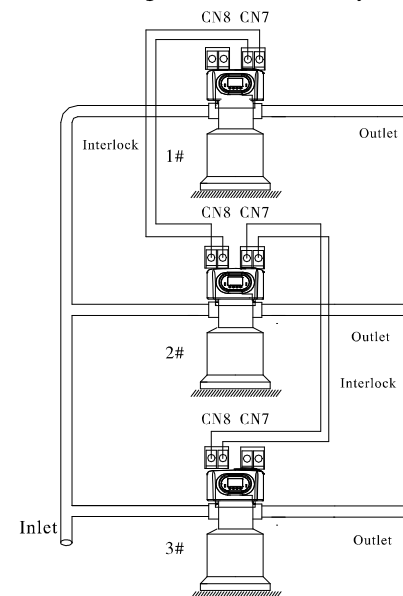 CN8 CN7
Interlock
Outlet
1#
CN8 CN7
Outlet
2#
Interlock
CN8 CN7
Inlet
Outlet
3#